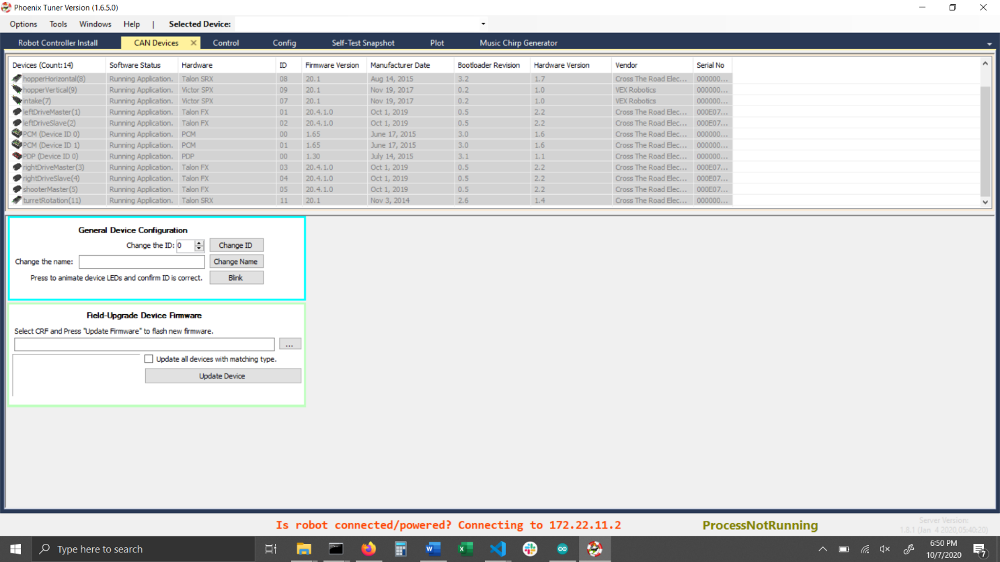 Phoenix Tuner Version (1.6.5.0)
Options Tools Windows Help | Selected Device:
Robot Controller Install CAN Devices Control Config Self-Test Snapshot Plot Music Chirp Generator
Devices (Count:14) Software Status Hardware ID Firmware Version Manufacturer Date Bootloader Revision Hardware Version Vendor Serial No
hopperHorizontal(8) Running Application. Talon SRX 08 20.1 Aug 14, 2015 3.2 1.7 Cross The Road Elec... 000000...
hopperVertical(9) Running Application. Victor SPX 09 20.1 Nov 19, 2017 0.2 1.0 VEX Robotics 000000...
intake(7) Running Application. Victor SPX 07 20.1 Nov 19, 2017 0.2 1.0 VEX Robotics 000000...
leftDriveMaster(1) Running Application. Talon FX 01 20.4.1.0 Oct 1, 2019 0.5 2.2 Cross The Road Elec... 000E07...
leftDriveSlave(2) Running Application. Talon FX 02 20.4.1.0 Oct 1, 2019 0.5 2.2 Cross The Road Elec... 000E07...
PCM (Device ID 0) Running Application. PCM 00 1.65 June 17, 2015 3.0 1.6 Cross The Road Elec... 000000...
PCM (Device ID 1) Running Application. PCM 01 1.65 June 17, 2015 3.0 1.6 Cross The Road Elec... 000000...
PDP (Device ID 0) Running Application. PDP 00 1.30 July 14, 2015 3.1 1.1 Cross The Road Elec... 000000...
rightDriveMaster(3) Running Application. Talon FX 03 20.4.1.0 Oct 1, 2019 0.5 2.2 Cross The Road Elec... 000E07...
rightDriveSlave(4) Running Application. Talon FX 04 20.4.1.0 Oct 1, 2019 0.5 2.2 Cross The Road Elec... 000E07...
shooterMaster(5) Running Application. Talon FX 05 20.4.1.0 Oct 1, 2019 0.5 2.2 Cross The Road Elec... 000E07...
turretRotation(11) Running Application. Talon SRX 11 20.1 Nov 3, 2014 2.6 1.4 Cross The Road Elec... 000000...
General Device Configuration
Change the ID: 0 Change ID
Change the name: Change Name
Press to animate device LEDs and confirm ID is correct. Blink
Field-Upgrade Device Firmware
Select CRF and Press "Update Firmware" to flash new firmware.
...
Update all devices with matching type.
Update Device
Is robot connected/powered? Connecting to 172.22.11.2 ProcessNotRunning
Server Version:
1.8.1 (Jan 4 2020,05:40:20)
Type here to search
6:50 PM
10/7/2020
7